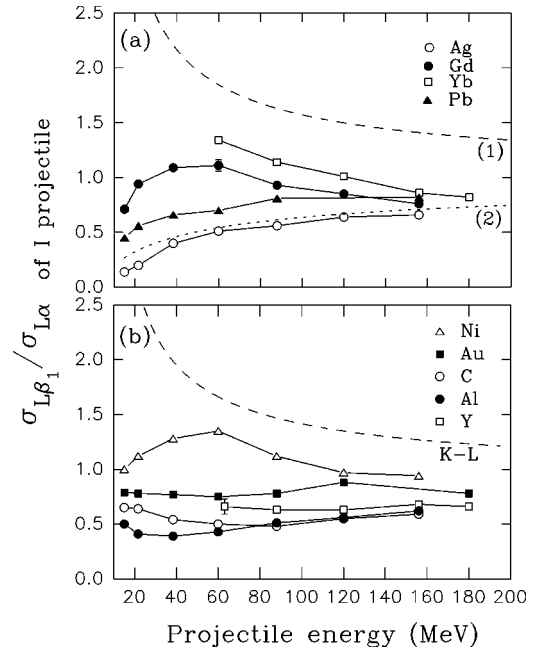 2.5
(a)
Ag
Gd
Yb
Pb
2.0
1.5
(1)
1.0
(2)
0.5
0.0
σLβ₁/σLα of I projectile
2.5
(b)
Ni
Au
C
Al
Y
2.0
1.5
K-L
1.0
0.5
0.0
20 40 60 80 100 120 140 160 180 200
Projectile energy (MeV)